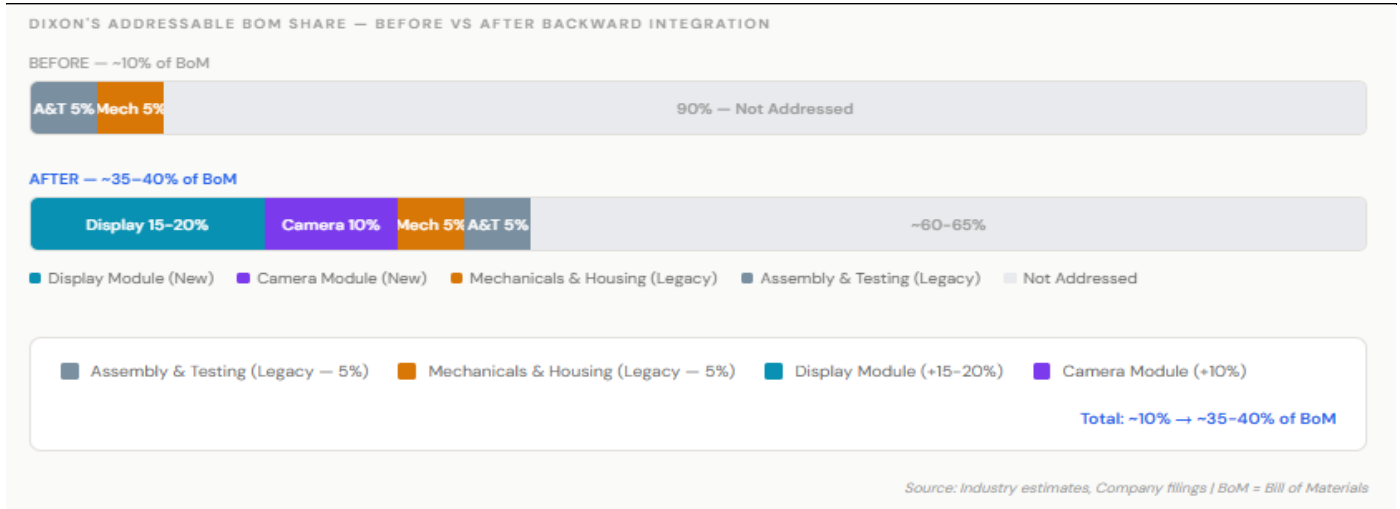 DIXON'S ADDRESSABLE BOM SHARE — BEFORE VS AFTER BACKWARD INTEGRATION
BEFORE — ~10% of BoM
A&T 5% Mech 5% 90% — Not Addressed
AFTER — ~35–40% of BoM
Display 15–20% Camera 10% Mech 5% A&T 5% ~60–65%
Display Module (New) Camera Module (New) Mechanicals & Housing (Legacy) Assembly & Testing (Legacy) Not Addressed
Assembly & Testing (Legacy — 5%) Mechanicals & Housing (Legacy — 5%) Display Module (+15–20%) Camera Module (+10%)
Total: ~10% → ~35–40% of BoM
Source: Industry estimates, Company filings | BoM = Bill of Materials